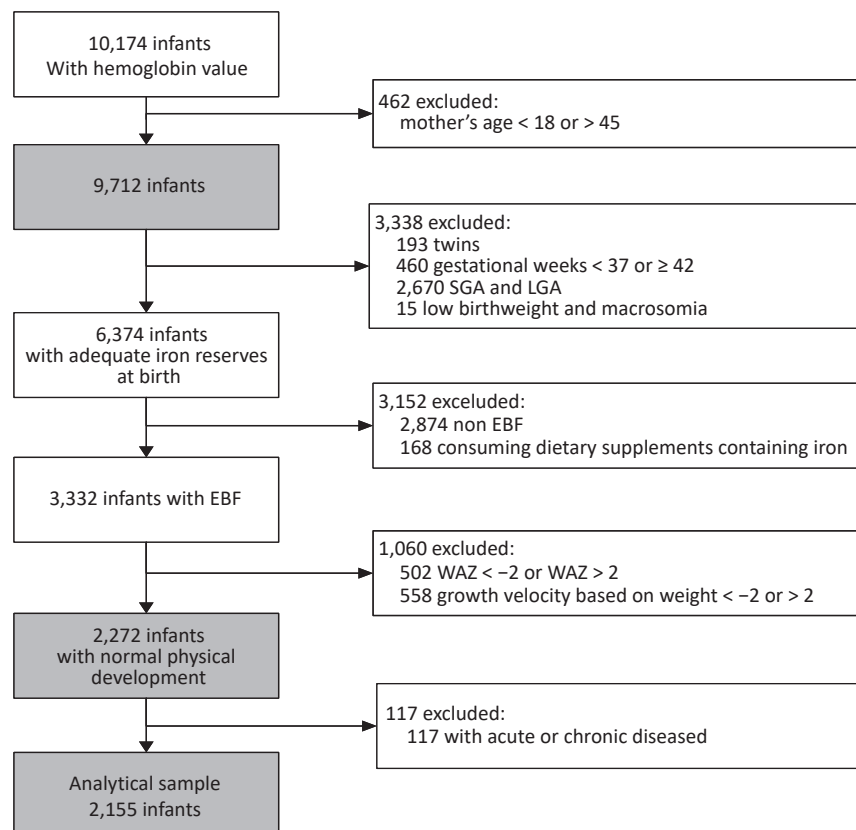 10,174 infants
With hemoglobin value
462 excluded:
mother's age < 18 or > 45
9,712 infants
3,338 excluded:
193 twins
460 gestational weeks < 37 or ≥ 42
2,670 SGA and LGA
15 low birthweight and macrosomia
6,374 infants
with adequate iron reserves
at birth
3,152 exceluded:
2,874 non EBF
168 consuming dietary supplements containing iron
3,332 infants with EBF
1,060 excluded:
502 WAZ < −2 or WAZ > 2
558 growth velocity based on weight < −2 or > 2
2,272 infants
with normal physical
development
117 excluded:
117 with acute or chronic diseased
Analytical sample
2,155 infants